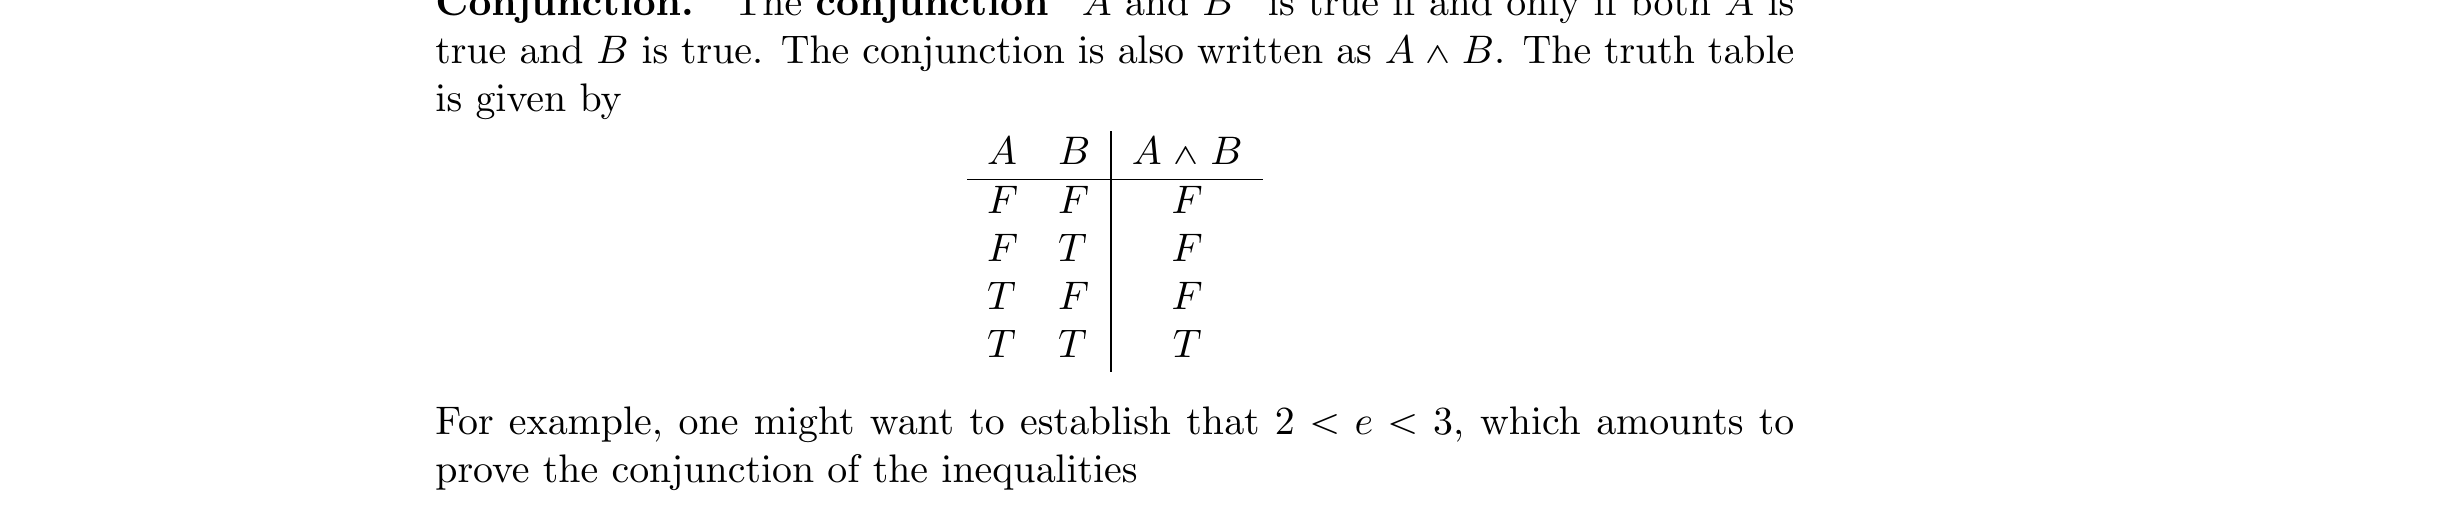 Conjunction. The conjunction "A and B" is true if and only if both A is
true and B is true. The conjunction is also written as A ∧ B. The truth table
is given by
A B A ∧ B
F F F
F T F
T F F
T T T
For example, one might want to establish that 2 < e < 3, which amounts to
prove the conjunction of the inequalities